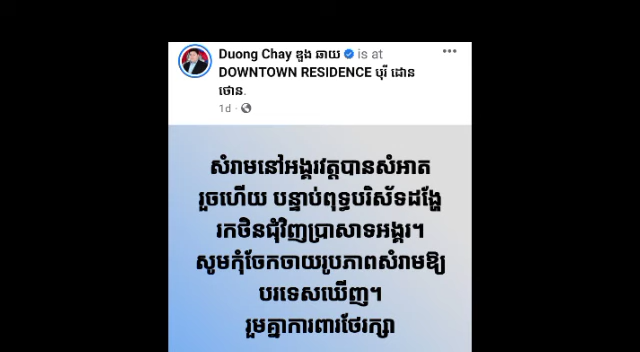 Duong Chay ឌួង ឆាយ is at
DOWNTOWN RESIDENCE បុរី ដោន
ថោន.
1d ·
សំរាមនៅអង្គរវត្តបានសំអាត
រួចហើយ បន្ទាប់ពុទ្ធបរិស័ទដង្ហែ
រកថិនជុំវិញប្រាសាទអង្គរ។
សូមកុំចែកចាយរូបភាពសំរាមឱ្យ
បរទេសឃើញ។
រួមគ្នាការពារថែរក្សា